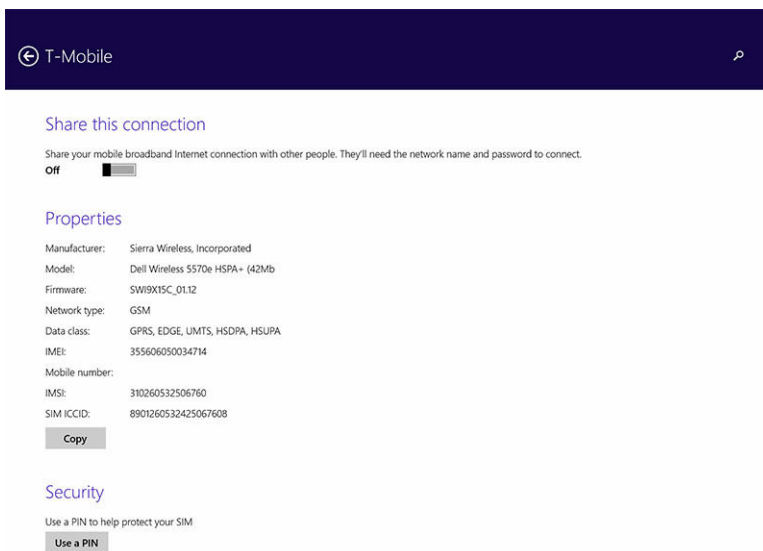 T-Mobile
Share this connection
Share your mobile broadband Internet connection with other people. They'll need the network name and password to connect.
Off
Properties
Manufacturer: Sierra Wireless, Incorporated
Model: Dell Wireless 5570e HSPA+ (42Mb
Firmware: SWI9X15C_01.12
Network type: GSM
Data class: GPRS, EDGE, UMTS, HSDPA, HSUPA
IMEI: 355606050034714
Mobile number:
IMSI: 310260532506760
SIM ICCID: 8901260532425067608
Copy
Security
Use a PIN to help protect your SIM
Use a PIN